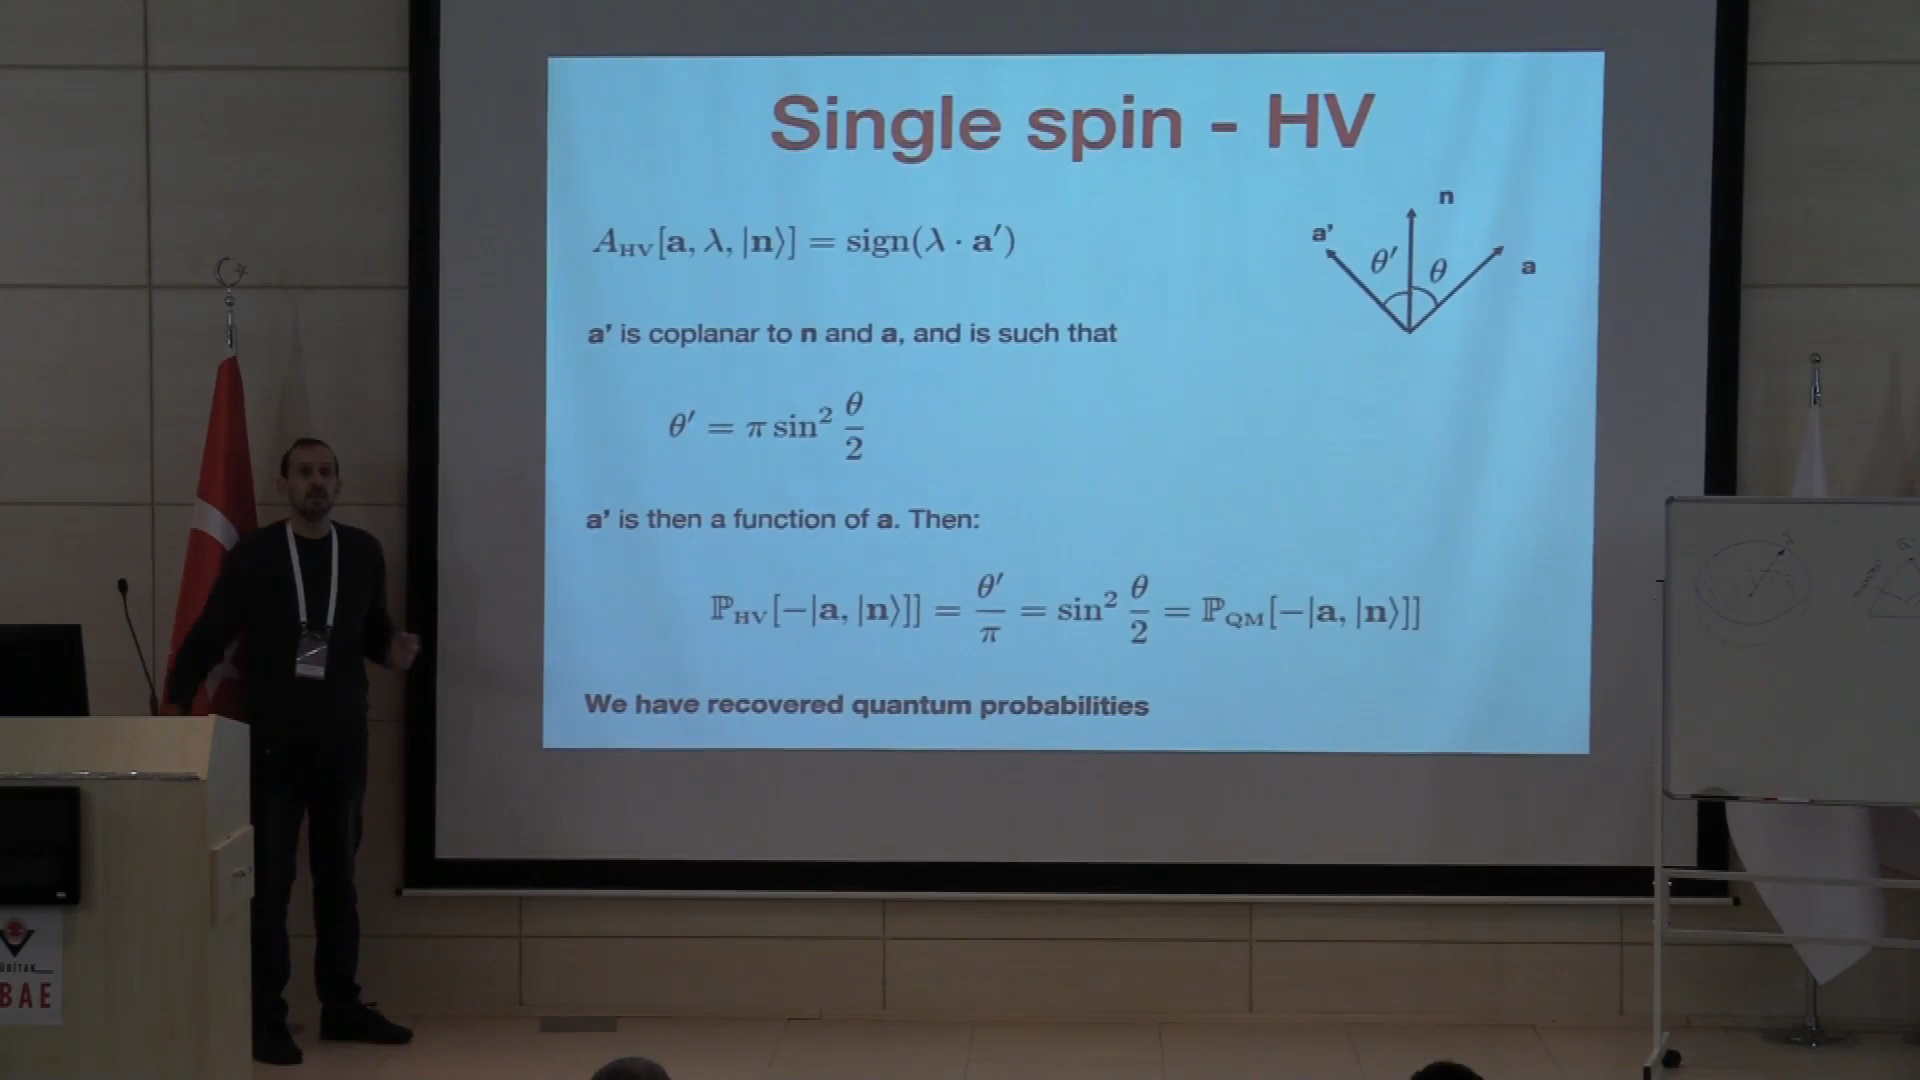 Single spin - HV
A_HV[a, λ, |n⟩] = sign(λ · a′)
n
a'
θ′
θ
a
a' is coplanar to n and a, and is such that
θ′ = π sin² θ/2
a' is then a function of a. Then:
ℙ_HV[−|a, |n⟩]] = θ′/π = sin² θ/2 = ℙ_QM[−|a, |n⟩]]
We have recovered quantum probabilities
BAE